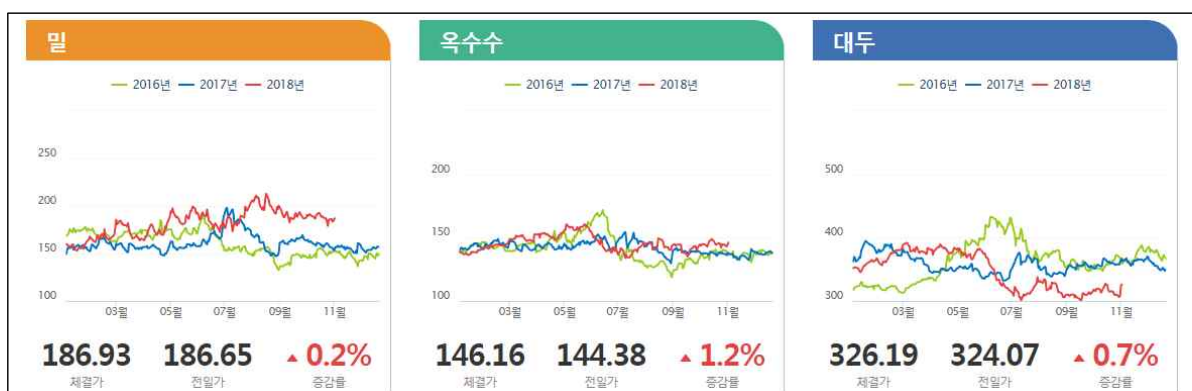 밀
2016년 2017년 2018년
250
200
150
100
03월 05월 07월 09월 11월
186.93 186.65 ▲ 0.2%
체결가 전일가 증감률
옥수수
2016년 2017년 2018년
200
150
100
03월 05월 07월 09월 11월
146.16 144.38 ▲ 1.2%
체결가 전일가 증감률
대두
2016년 2017년 2018년
500
400
300
03월 05월 07월 09월 11월
326.19 324.07 ▲ 0.7%
체결가 전일가 증감률